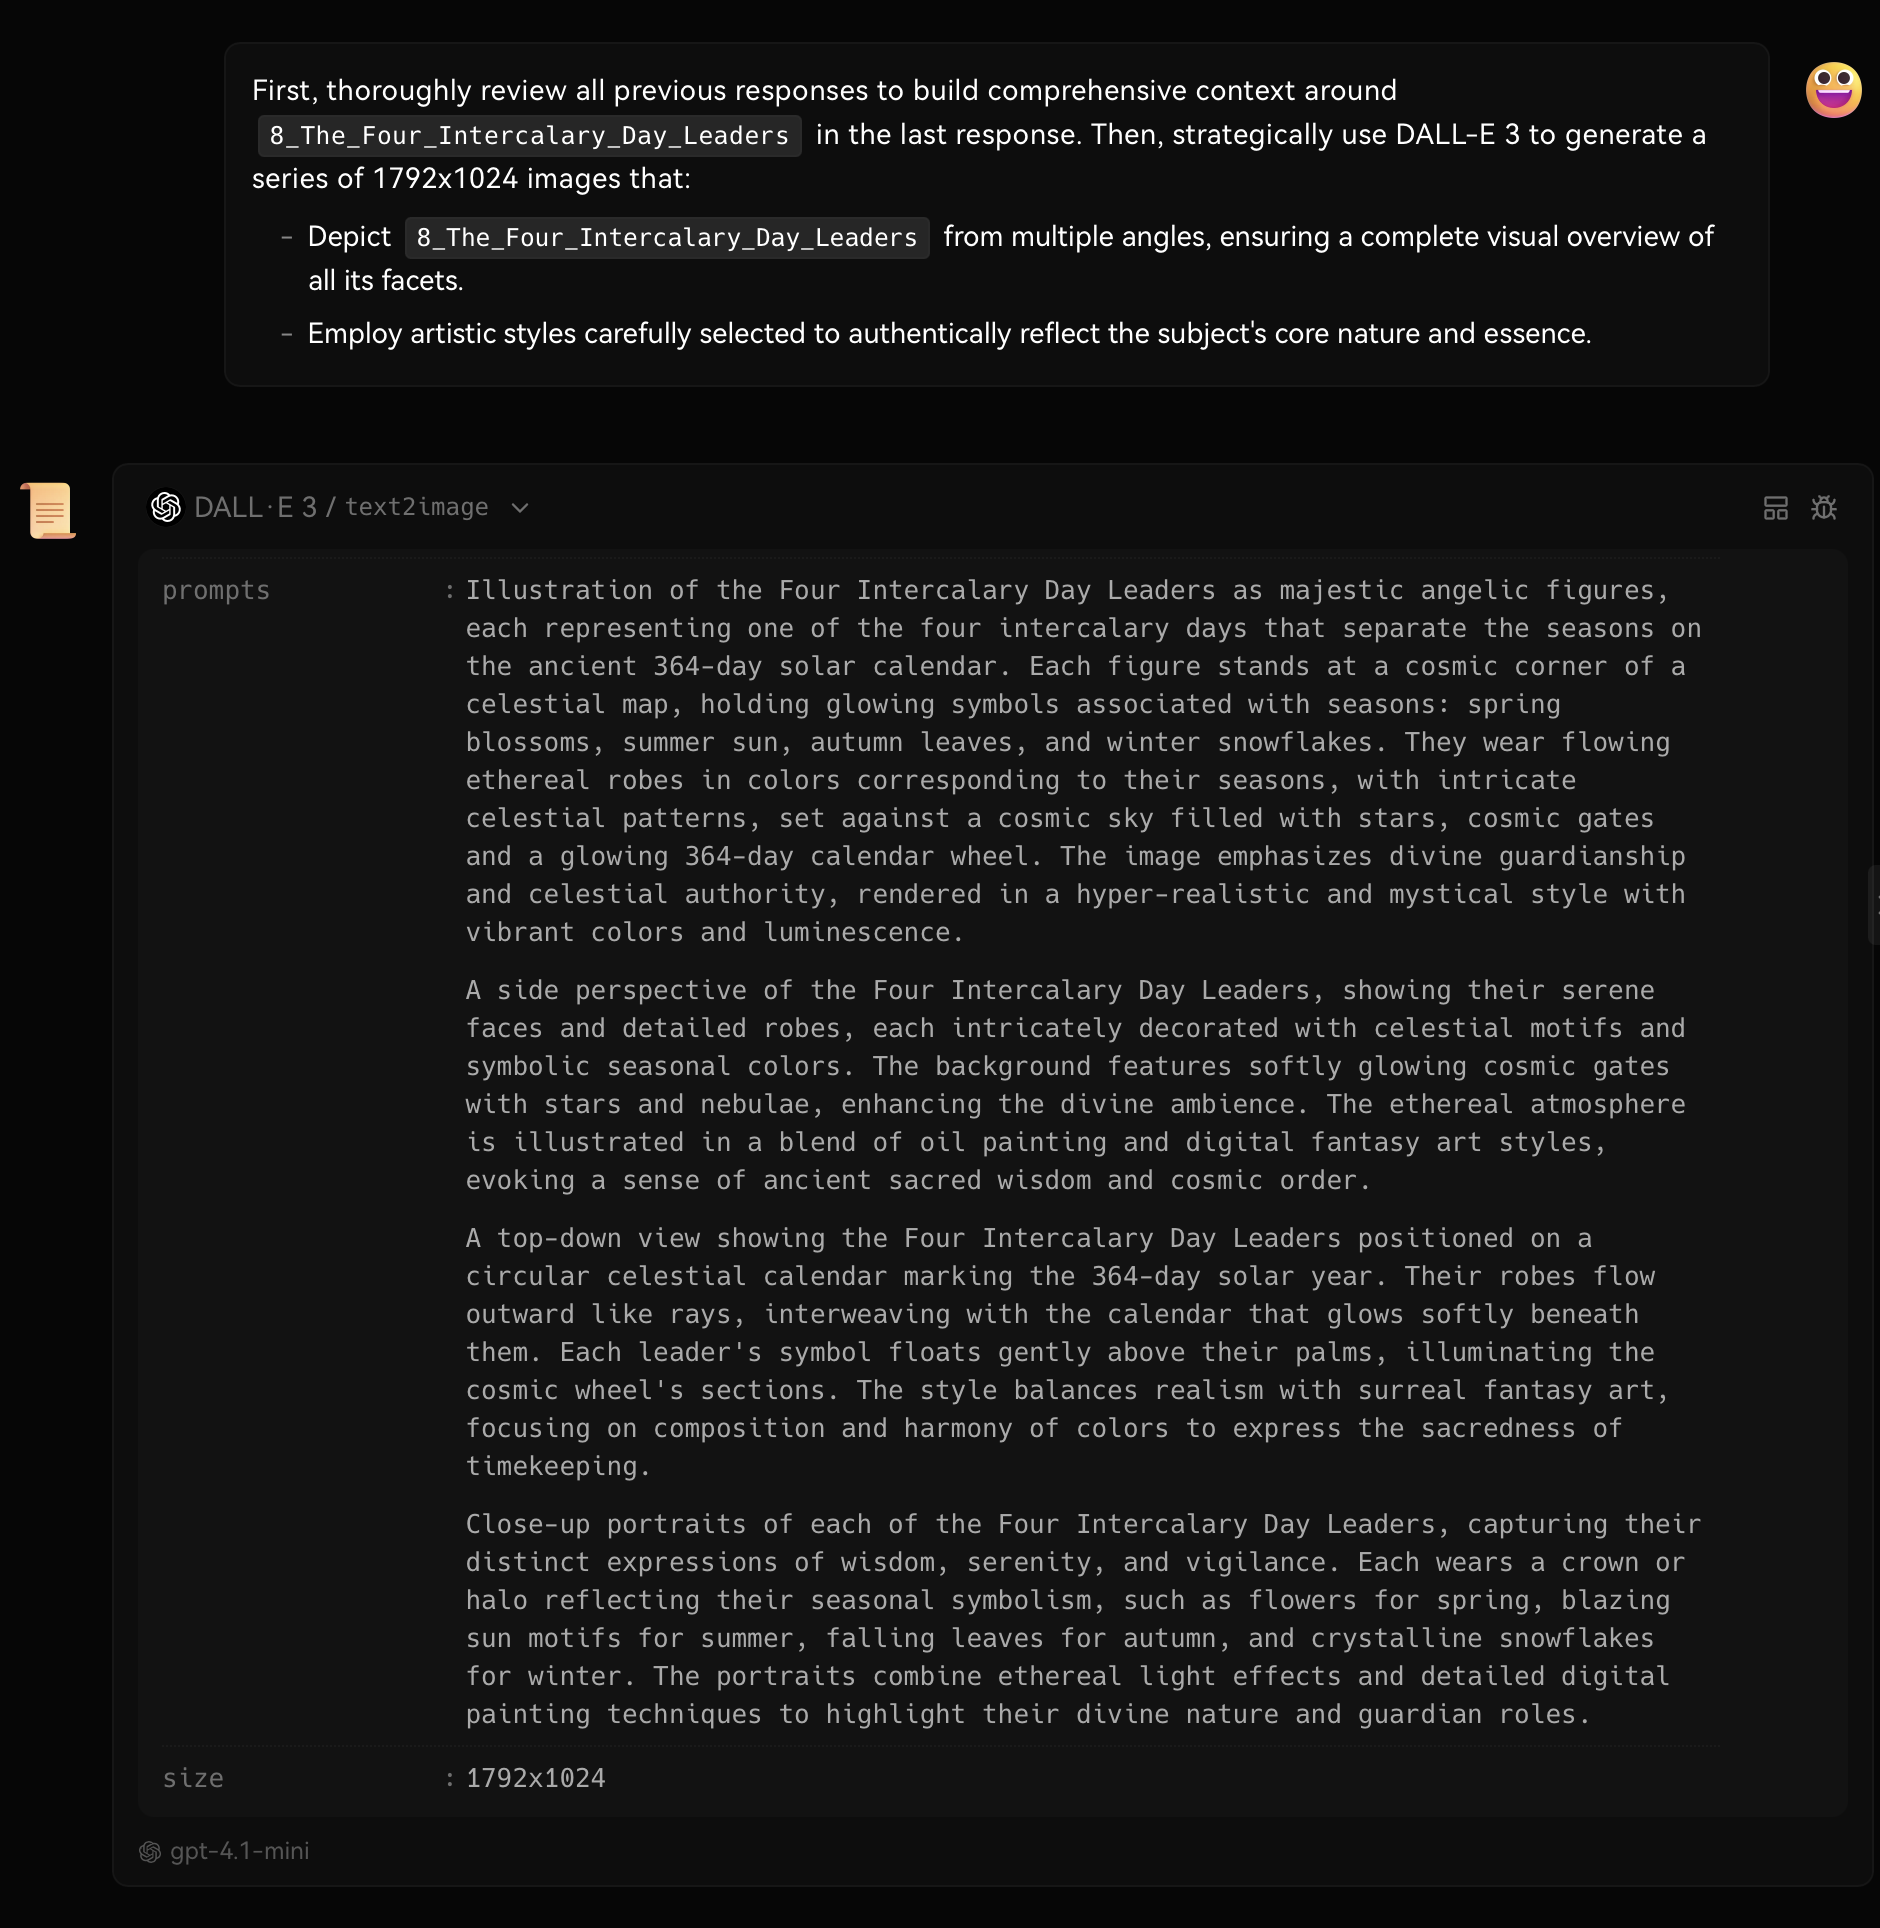 First, thoroughly review all previous responses to build comprehensive context around
8_The_Four_Intercalary_Day_Leaders in the last response. Then, strategically use DALL-E 3 to generate a
series of 1792x1024 images that:
- Depict 8_The_Four_Intercalary_Day_Leaders from multiple angles, ensuring a complete visual overview of
all its facets.
- Employ artistic styles carefully selected to authentically reflect the subject's core nature and essence.
DALL·E 3 / text2image
prompts : Illustration of the Four Intercalary Day Leaders as majestic angelic figures,
each representing one of the four intercalary days that separate the seasons on
the ancient 364-day solar calendar. Each figure stands at a cosmic corner of a
celestial map, holding glowing symbols associated with seasons: spring
blossoms, summer sun, autumn leaves, and winter snowflakes. They wear flowing
ethereal robes in colors corresponding to their seasons, with intricate
celestial patterns, set against a cosmic sky filled with stars, cosmic gates
and a glowing 364-day calendar wheel. The image emphasizes divine guardianship
and celestial authority, rendered in a hyper-realistic and mystical style with
vibrant colors and luminescence.
A side perspective of the Four Intercalary Day Leaders, showing their serene
faces and detailed robes, each intricately decorated with celestial motifs and
symbolic seasonal colors. The background features softly glowing cosmic gates
with stars and nebulae, enhancing the divine ambience. The ethereal atmosphere
is illustrated in a blend of oil painting and digital fantasy art styles,
evoking a sense of ancient sacred wisdom and cosmic order.
A top-down view showing the Four Intercalary Day Leaders positioned on a
circular celestial calendar marking the 364-day solar year. Their robes flow
outward like rays, interweaving with the calendar that glows softly beneath
them. Each leader's symbol floats gently above their palms, illuminating the
cosmic wheel's sections. The style balances realism with surreal fantasy art,
focusing on composition and harmony of colors to express the sacredness of
timekeeping.
Close-up portraits of each of the Four Intercalary Day Leaders, capturing their
distinct expressions of wisdom, serenity, and vigilance. Each wears a crown or
halo reflecting their seasonal symbolism, such as flowers for spring, blazing
sun motifs for summer, falling leaves for autumn, and crystalline snowflakes
for winter. The portraits combine ethereal light effects and detailed digital
painting techniques to highlight their divine nature and guardian roles.
size : 1792x1024
gpt-4.1-mini